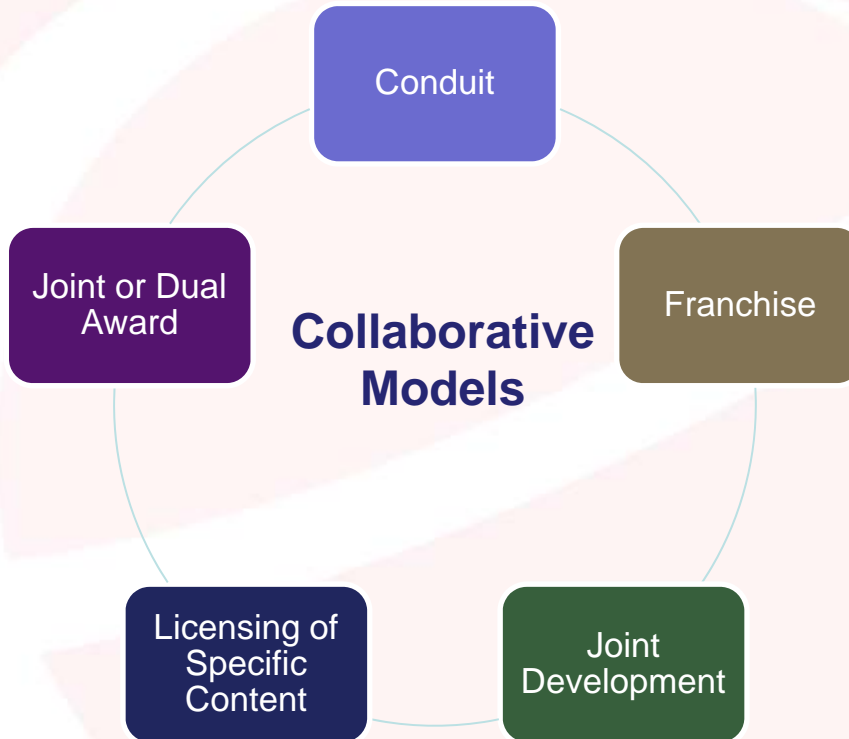 Conduit
Joint or Dual
Award
Franchise
Collaborative
Models
Licensing of
Specific
Content
Joint
Development